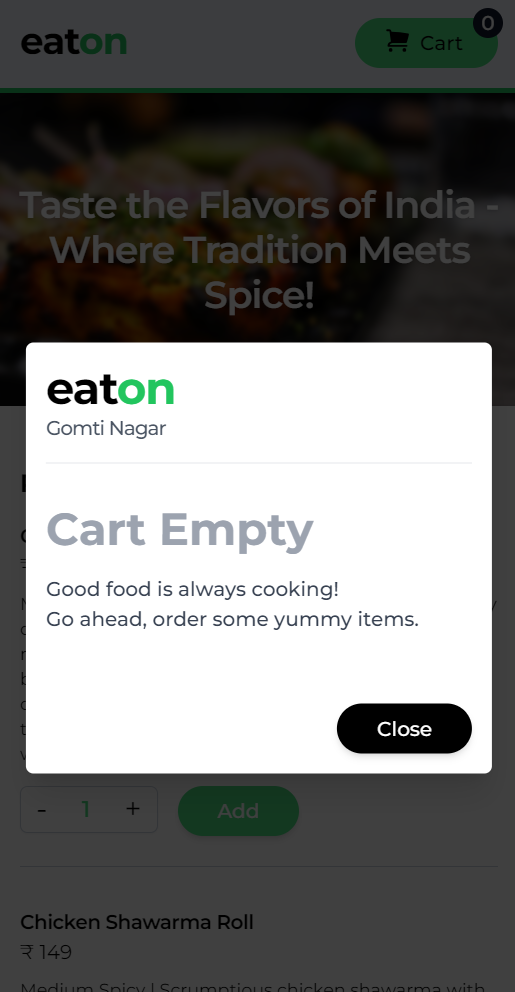 eaton
0
Cart
Taste the Flavors of India -
Where Tradition Meets
Spice!
eaton
Gomti Nagar
Cart Empty
Good food is always cooking!
Go ahead, order some yummy items.
Close
- 1 +
Add
Chicken Shawarma Roll
₹ 149
Medium Spicy | Scrumptious chicken shawarma with